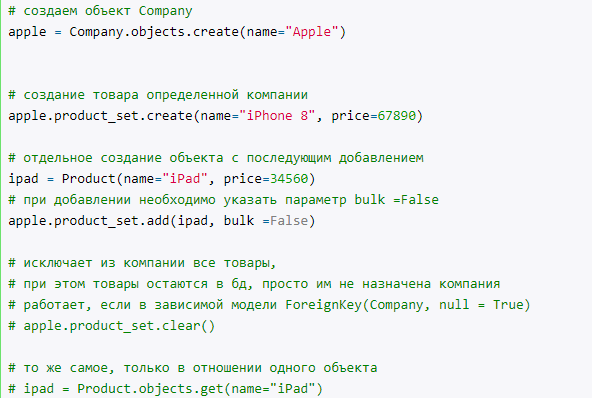 # создаем объект Company
apple = Company.objects.create(name="Apple")
# создание товара определенной компании
apple.product_set.create(name="iPhone 8", price=67890)
# отдельное создание объекта с последующим добавлением
ipad = Product(name="iPad", price=34560)
# при добавлении необходимо указать параметр bulk =False
apple.product_set.add(ipad, bulk =False)
# исключает из компании все товары,
# при этом товары остаются в бд, просто им не назначена компания
# работает, если в зависимой модели ForeignKey(Company, null = True)
# apple.product_set.clear()
# то же самое, только в отношении одного объекта
# ipad = Product.objects.get(name="iPad")